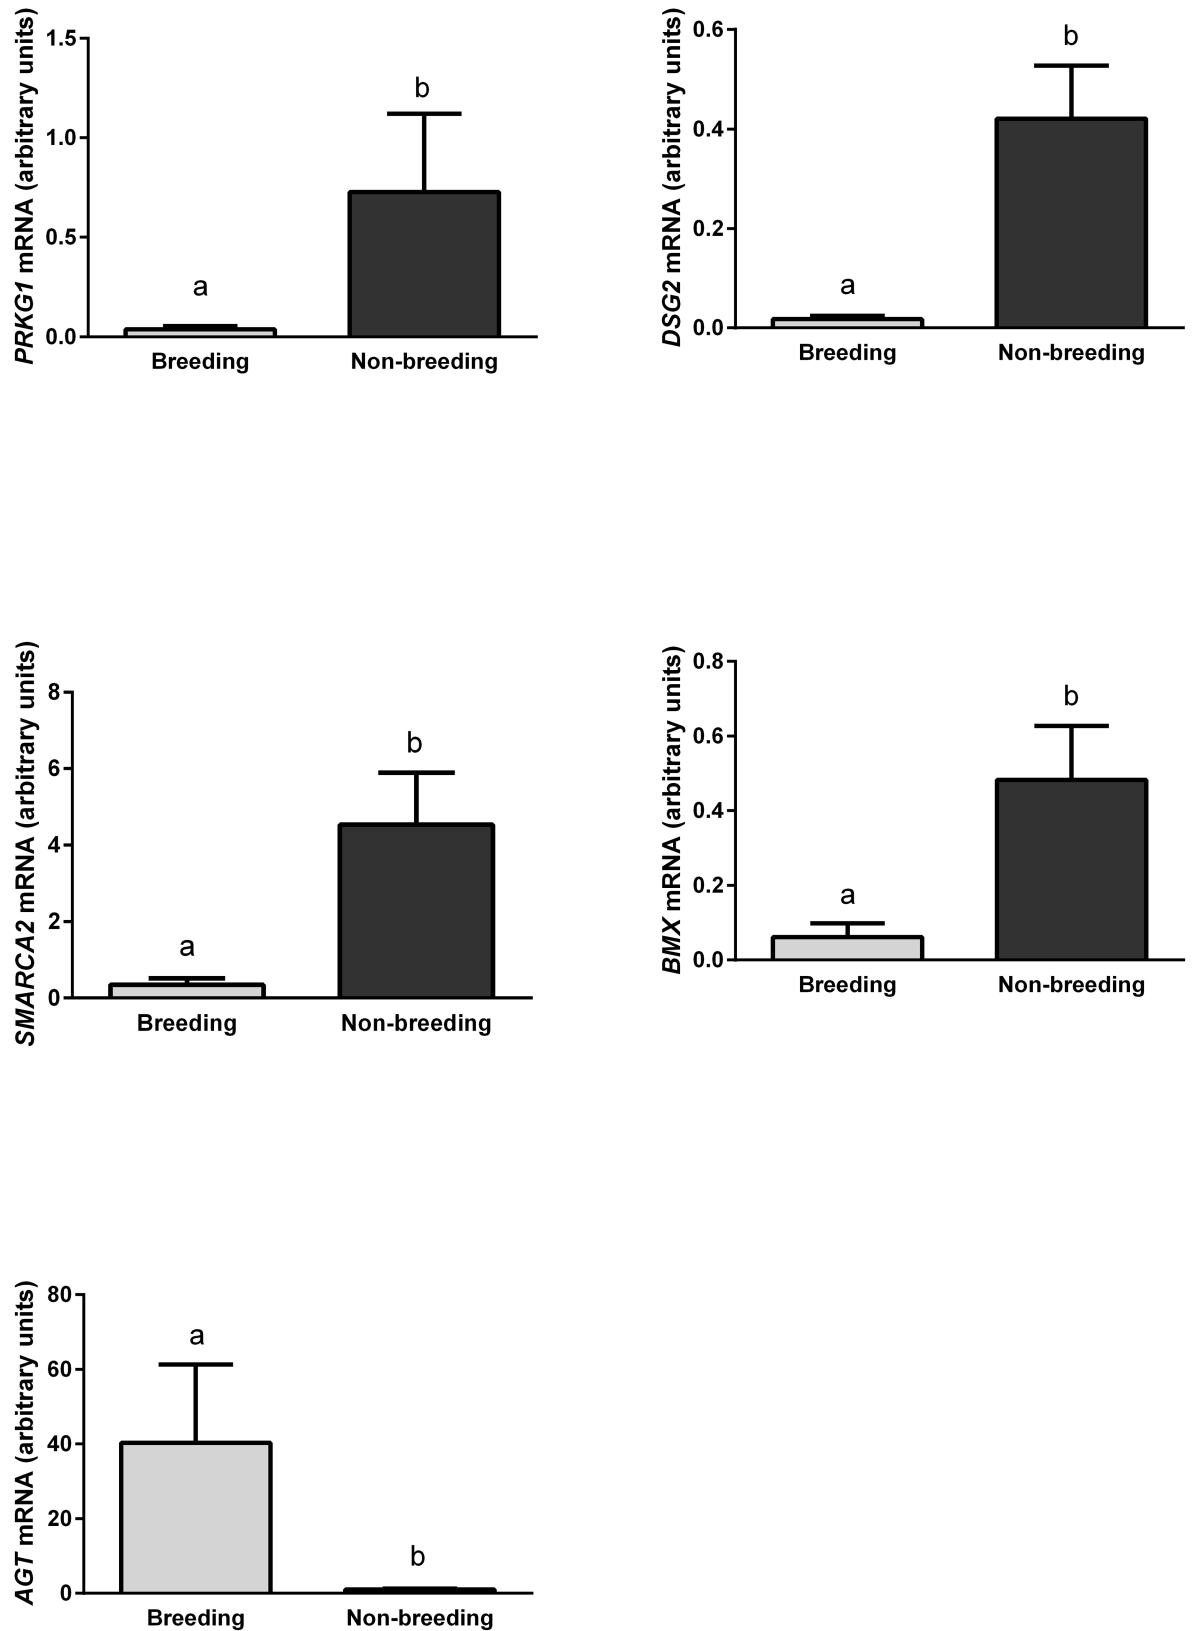 PRKG1 mRNA (arbitrary units)
1.5
1.0
0.5
0.0
a
b
Breeding
Non-breeding
DSG2 mRNA (arbitrary units)
0.6
0.4
0.2
0.0
a
b
Breeding
Non-breeding
SMARCA2 mRNA (arbitrary units)
8
6
4
2
0
a
b
Breeding
Non-breeding
BMX mRNA (arbitrary units)
0.8
0.6
0.4
0.2
0.0
a
b
Breeding
Non-breeding
AGT mRNA (arbitrary units)
80
60
40
20
0
a
b
Breeding
Non-breeding